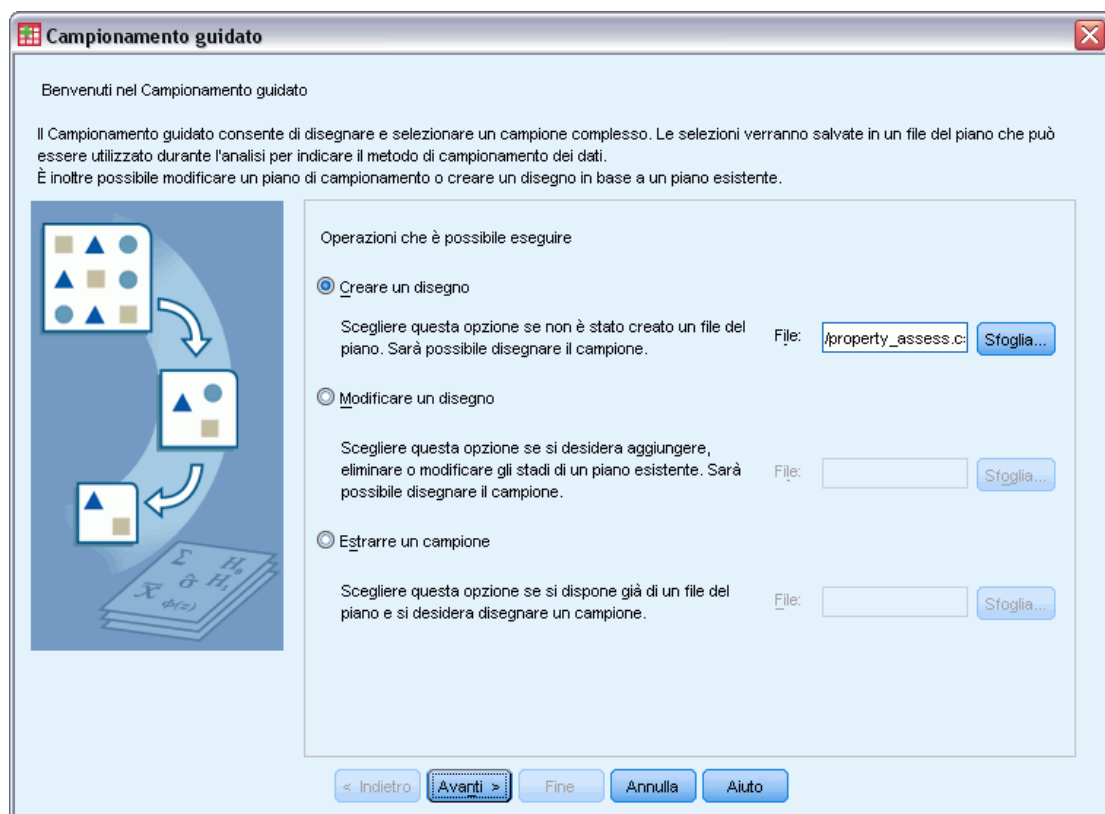 Campionamento guidato
Benvenuti nel Campionamento guidato
Il Campionamento guidato consente di disegnare e selezionare un campione complesso. Le selezioni verranno salvate in un file del piano che può
essere utilizzato durante l'analisi per indicare il metodo di campionamento dei dati.
È inoltre possibile modificare un piano di campionamento o creare un disegno in base a un piano esistente.
Operazioni che è possibile eseguire
Creare un disegno
Scegliere questa opzione se non è stato creato un file del
piano. Sarà possibile disegnare il campione.
File:
/property_assess.c
Sfoglia...
Modificare un disegno
Scegliere questa opzione se si desidera aggiungere,
eliminare o modificare gli stadi di un piano esistente. Sarà
possibile disegnare il campione.
File:
Sfoglia...
Estrarre un campione
Scegliere questa opzione se si dispone già di un file del
piano e si desidera disegnare un campione.
File:
Sfoglia...
Σ H₀
x̄ σ̂ H₁
ϕ(z)
< Indietro
Avanti >
Fine
Annulla
Aiuto